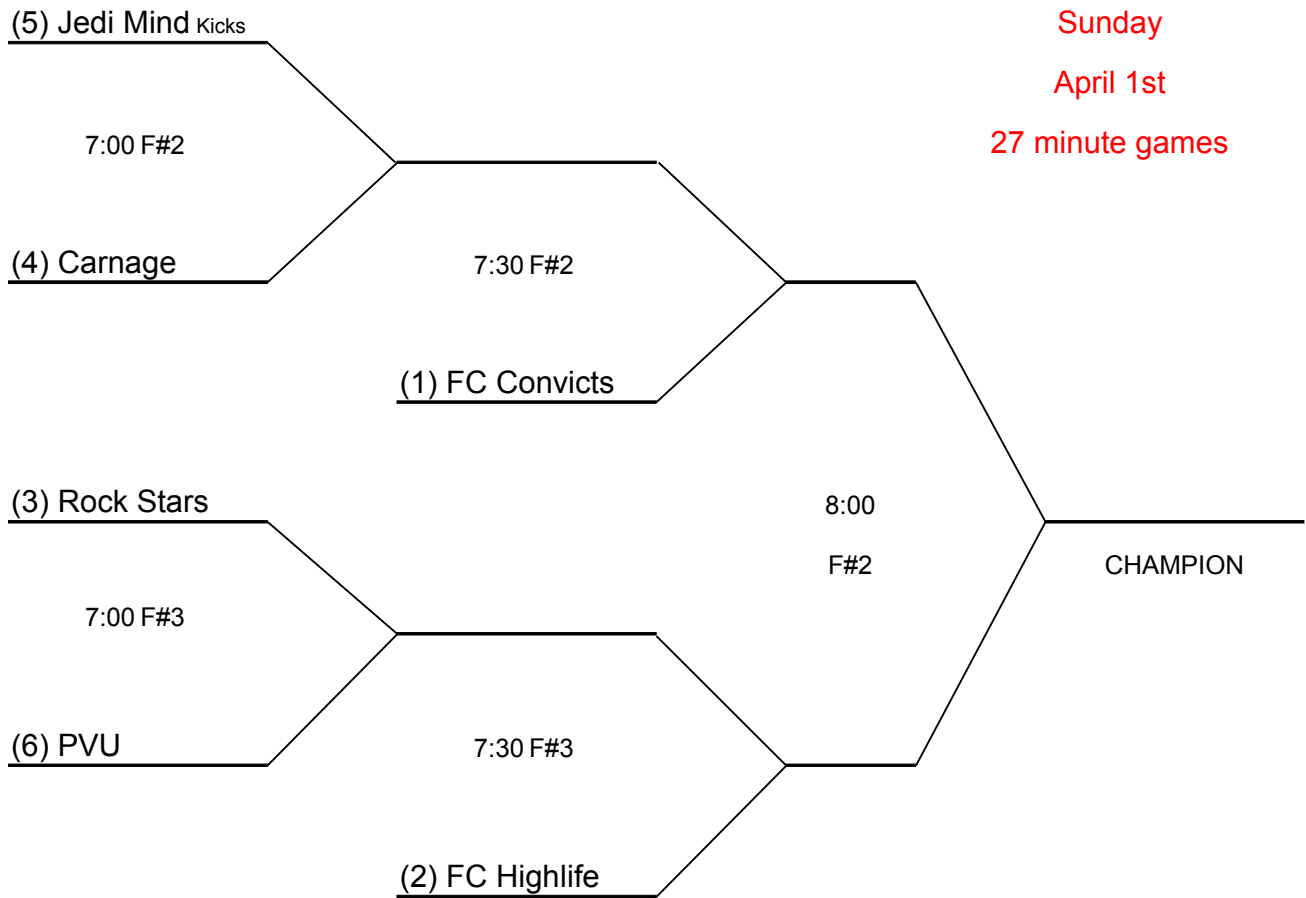 (5) Jedi Mind Kicks
Sunday
April 1st
7:00 F#2
27 minute games
(4) Carnage
7:30 F#2
(1) FC Convicts
(3) Rock Stars
8:00
F#2
CHAMPION
7:00 F#3
(6) PVU
7:30 F#3
(2) FC Highlife